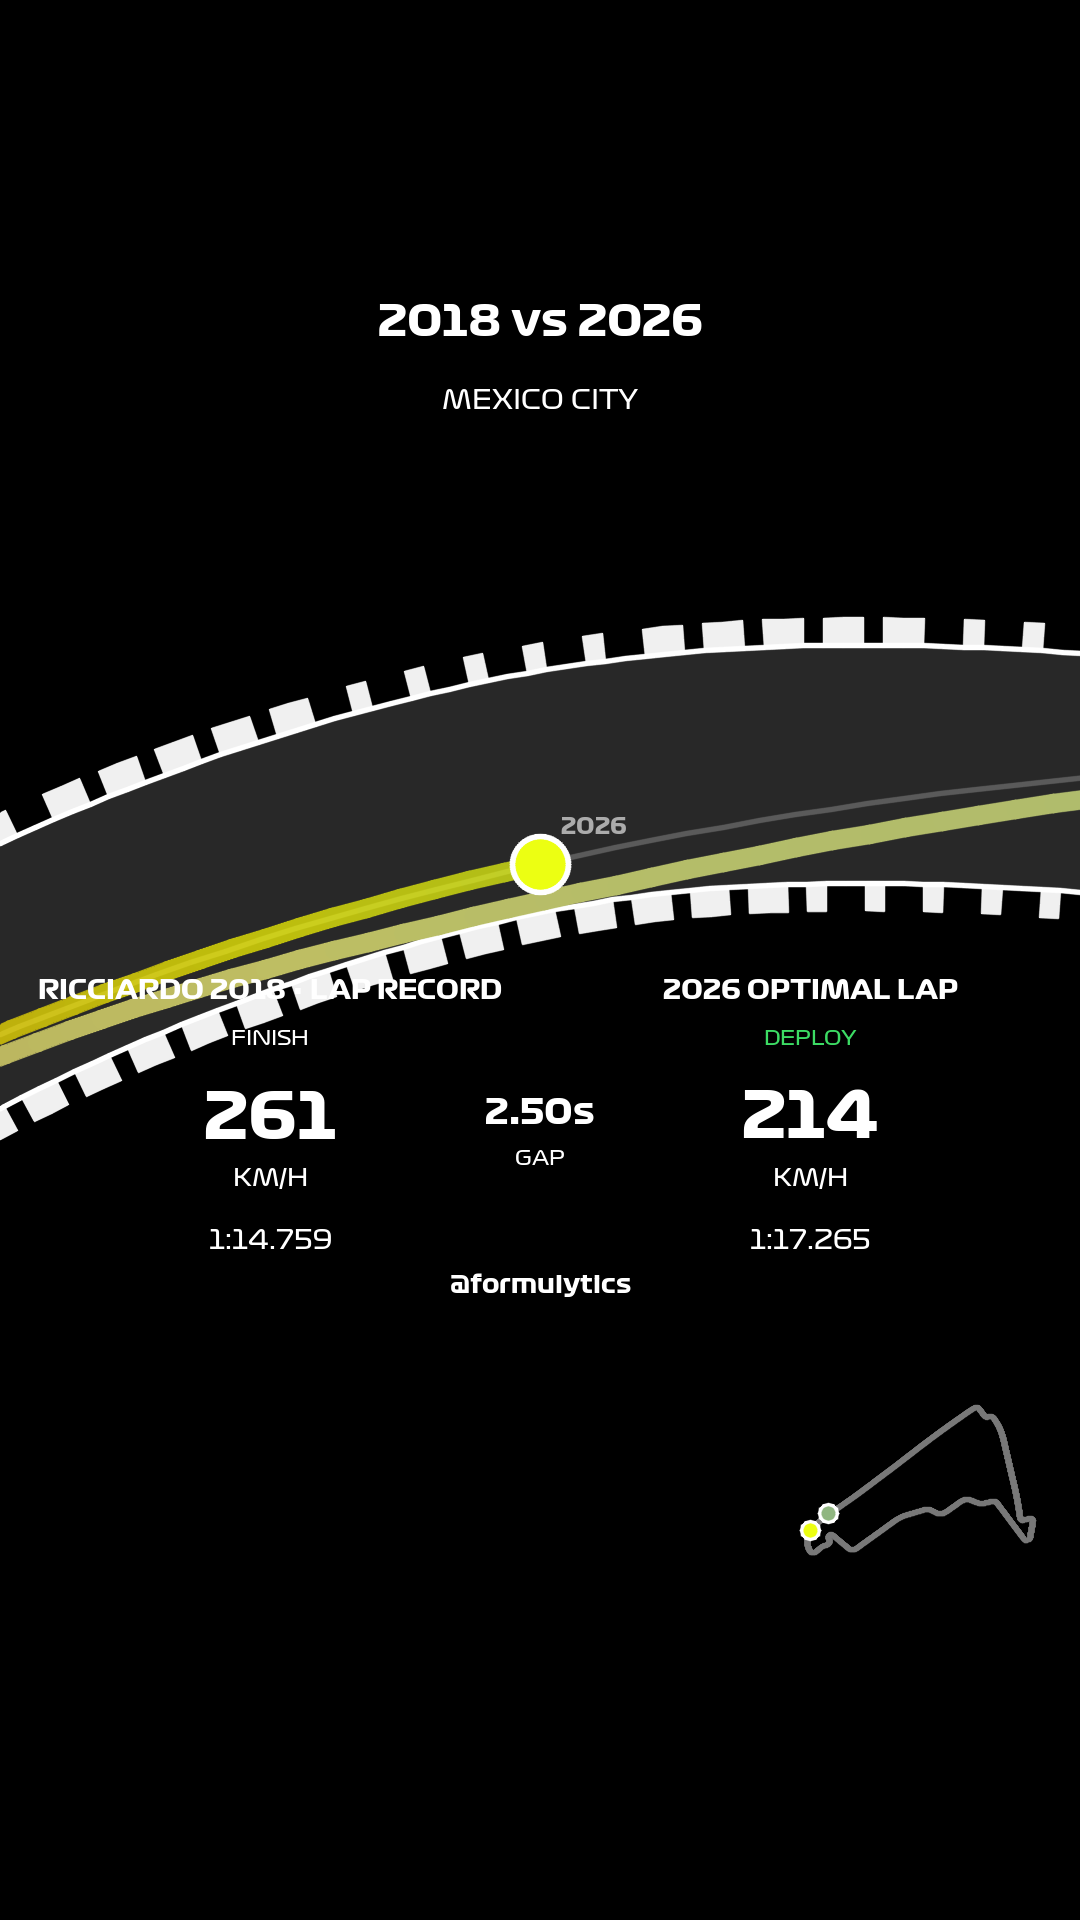 2018 vs 2026
MEXICO CITY
2026
RICCIARDO 2018 - LAP RECORD
2026 OPTIMAL LAP
FINISH
DEPLOY
261
2.50s
214
KM/H
GAP
KM/H
1:14.759
1:17.265
@formulytics